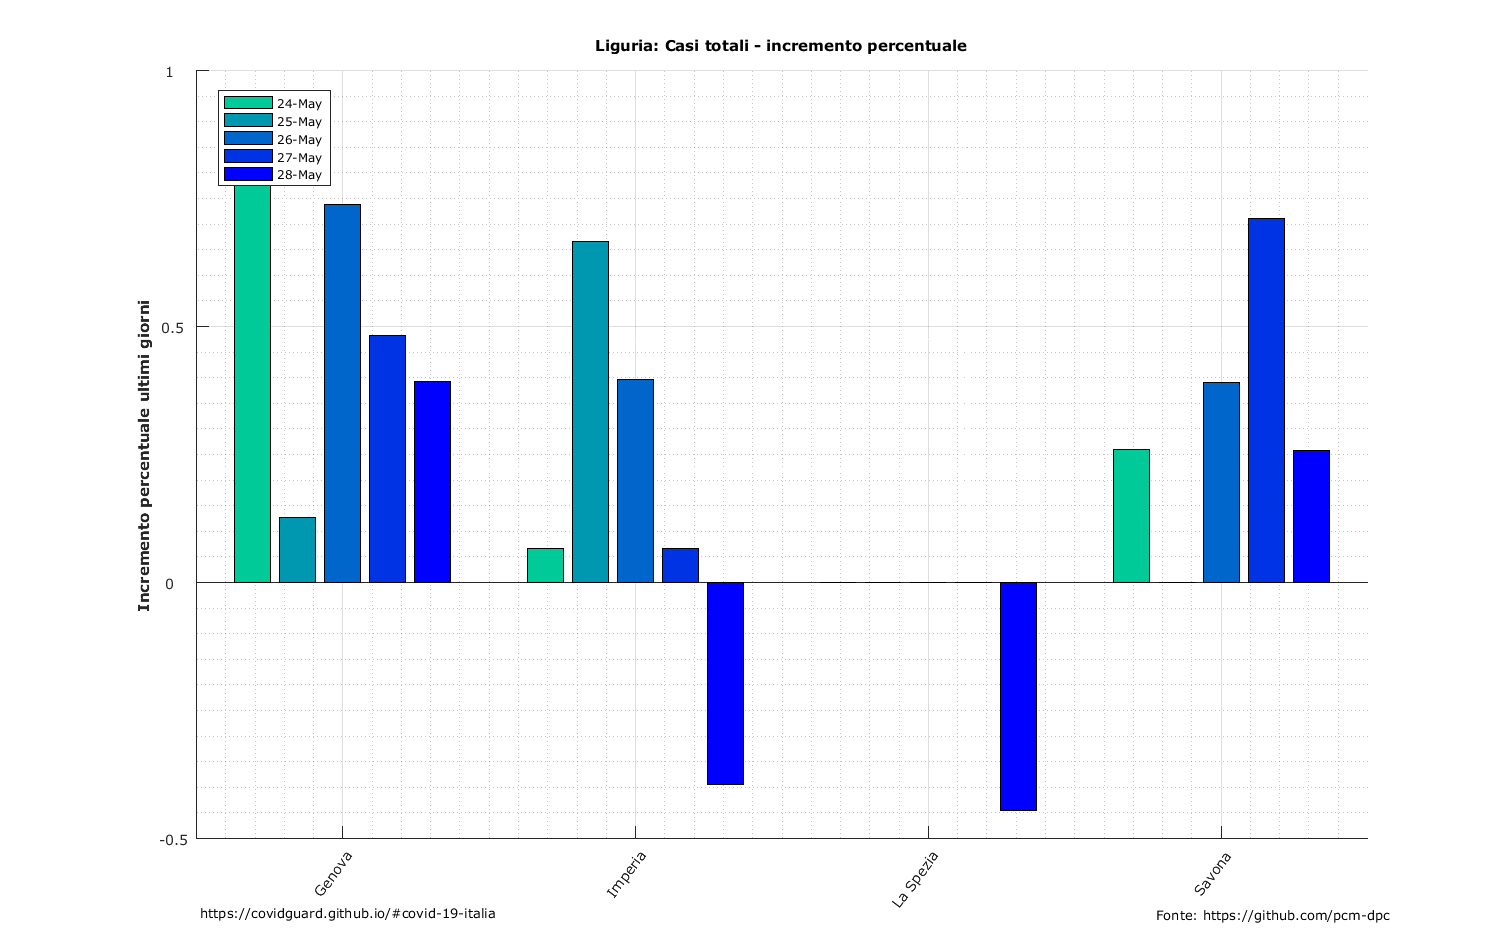 Liguria: Casi totali - incremento percentuale
1
24-May
25-May
26-May
27-May
28-May
0.5
Incremento percentuale ultimi giorni
0
-0.5
Genova
Imperia
La Spezia
Savona
https://covidguard.github.io/#covid-19-italia
Fonte: https://github.com/pcm-dpc